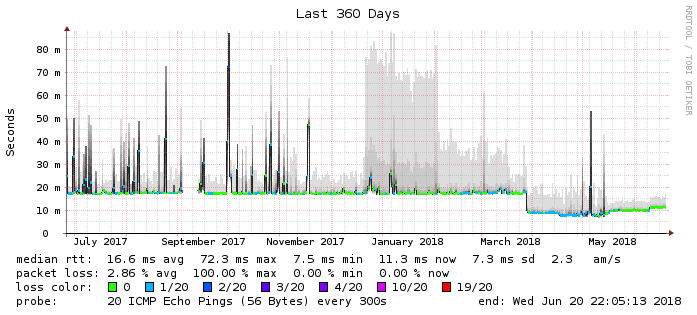 Last 360 Days
RRDTOOL / TOBI OETIKER
Seconds
80 m
70 m
60 m
50 m
40 m
30 m
20 m
10 m
0
July 2017 September 2017 November 2017 January 2018 March 2018 May 2018
median rtt: 16.6 ms avg 72.3 ms max 7.5 ms min 11.3 ms now 7.3 ms sd 2.3 am/s
packet loss: 2.86 % avg 100.00 % max 0.00 % min 0.00 % now
loss color: 0 1/20 2/20 3/20 4/20 10/20 19/20
probe: 20 ICMP Echo Pings (56 Bytes) every 300s end: Wed Jun 20 22:05:13 2018